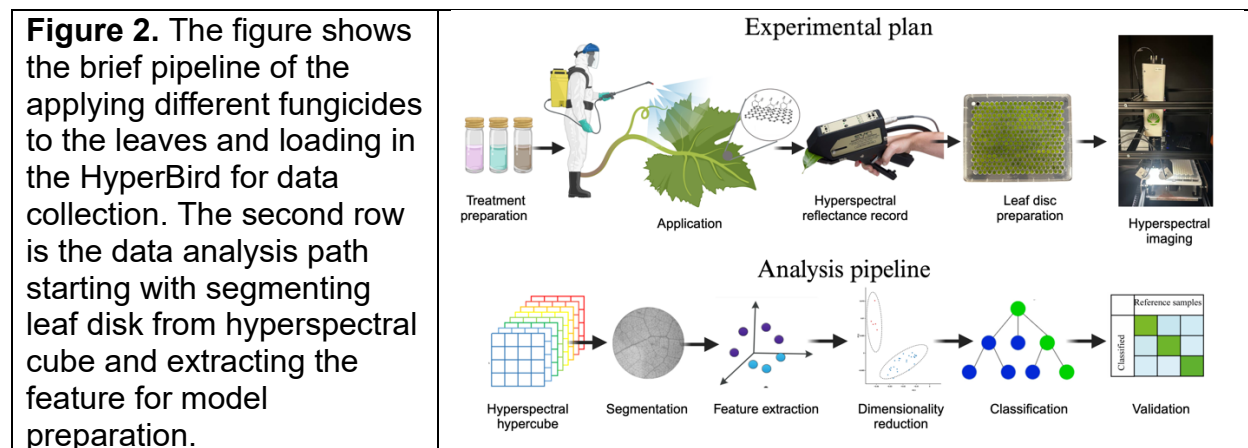 Figure 2. The figure shows
the brief pipeline of the
applying different fungicides
to the leaves and loading in
the HyperBird for data
collection. The second row
is the data analysis path
starting with segmenting
leaf disk from hyperspectral
cube and extracting the
feature for model
preparation.
Experimental plan
Treatment
preparation
Application
Hyperspectral
reflectance record
Leaf disc
preparation
Hyperspectral
imaging
Analysis pipeline
Hyperspectral
hypercube
Segmentation
Feature extraction
Dimensionality
reduction
Classification
Reference samples
Classified
Validation